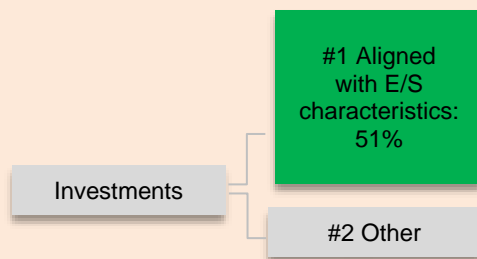 #1 Aligned
with E/S
characteristics:
51%
Investments
#2 Other